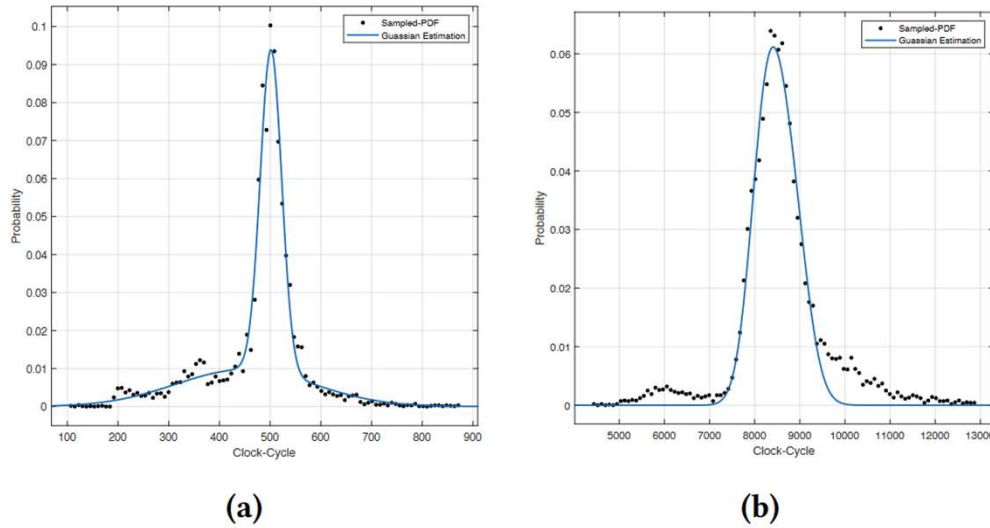 Sampled-PDF
Guassian Estimation
0.1
0.09
0.08
0.07
0.06
0.05
0.04
0.03
0.02
0.01
0
Probability
100 200 300 400 500 600 700 800 900
Clock-Cycle
(a)
Sampled-PDF
Guassian Estimation
0.06
0.05
0.04
0.03
0.02
0.01
0
Probability
5000 6000 7000 8000 9000 10000 11000 12000 13000
Clock-Cycle
(b)